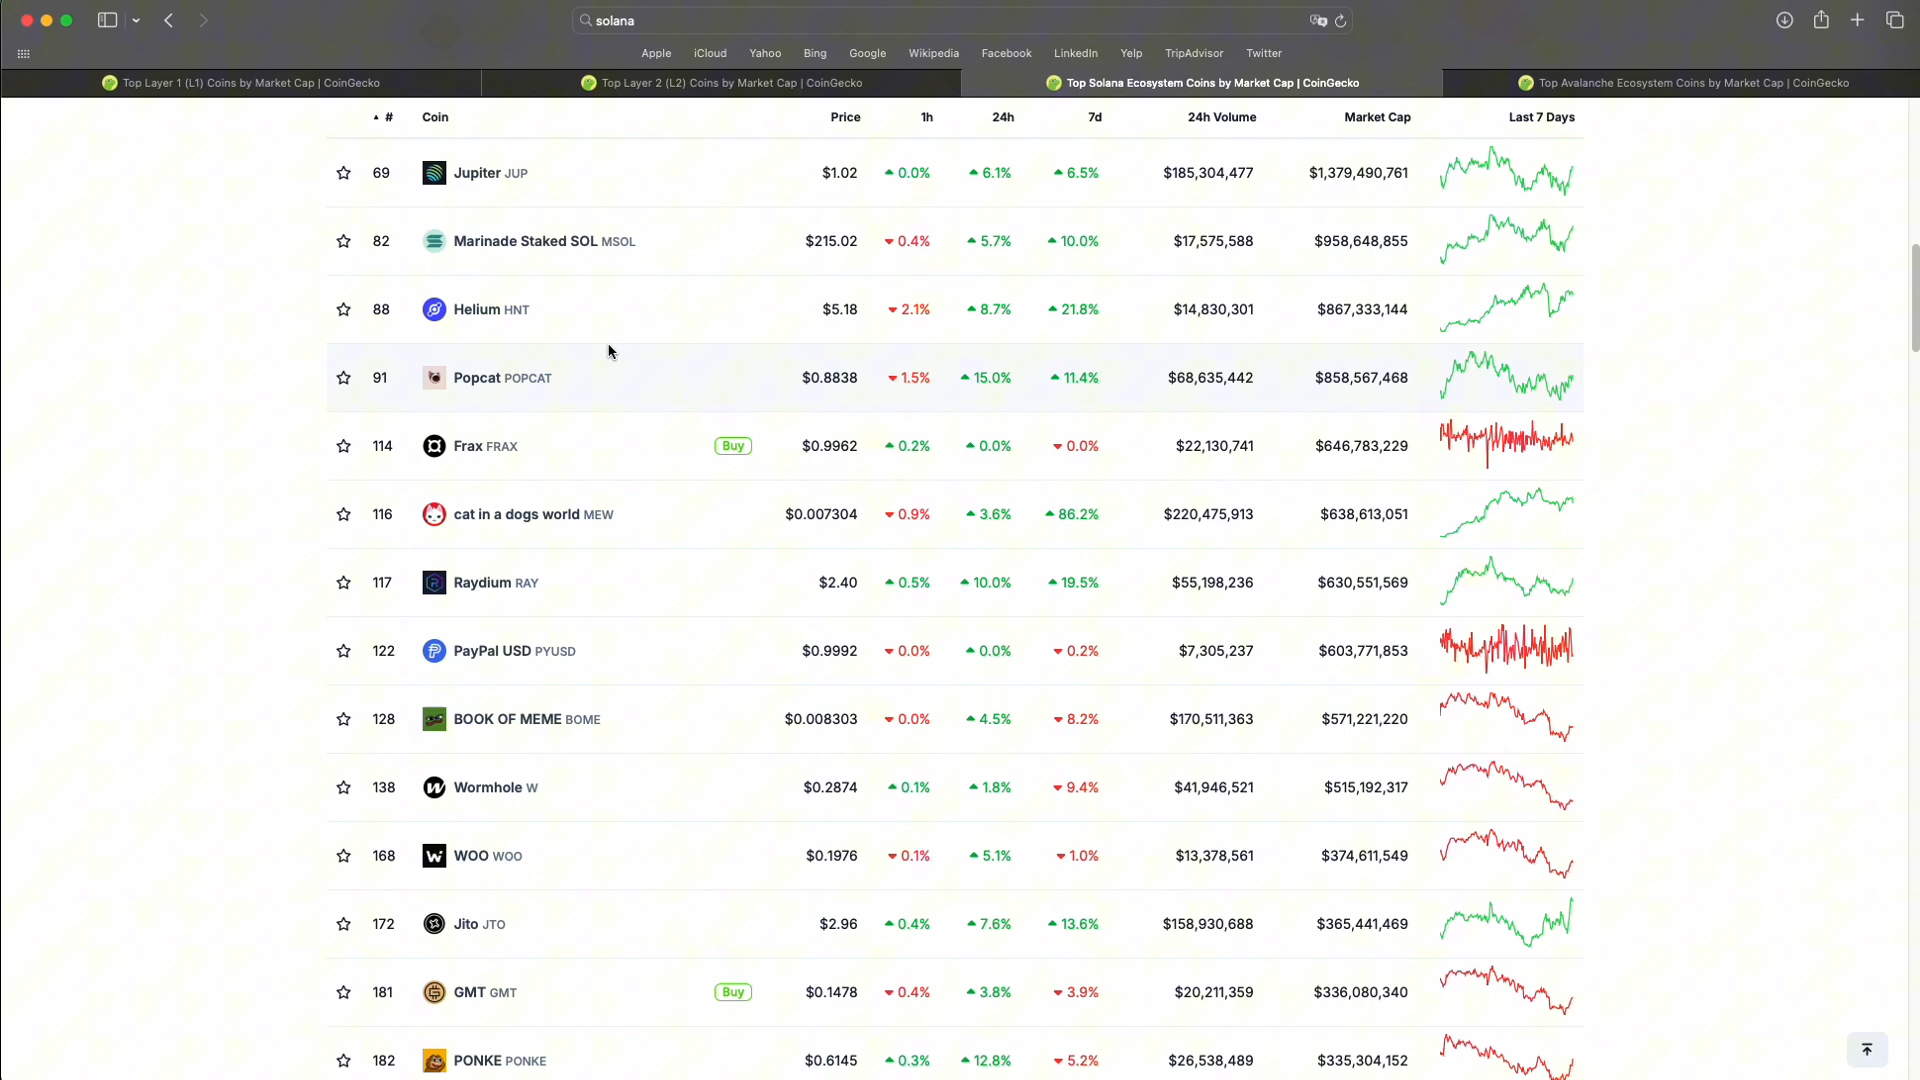 solana
Apple iCloud Yahoo Bing Google Wikipedia Facebook LinkedIn Yelp TripAdvisor Twitter
Top Layer 1 (L1) Coins by Market Cap | CoinGecko Top Layer 2 (L2) Coins by Market Cap | CoinGecko Top Solana Ecosystem Coins by Market Cap | CoinGecko Top Avalanche Ecosystem Coins by Market Cap | CoinGecko
# Coin Price 1h 24h 7d 24h Volume Market Cap Last 7 Days
69 Jupiter JUP $1.02 0.0% 6.1% 6.5% $185,304,477 $1,379,490,761
82 Marinade Staked SOL MSOL $215.02 0.4% 5.7% 10.0% $17,575,588 $958,648,855
88 Helium HNT $5.18 2.1% 8.7% 21.8% $14,830,301 $867,333,144
91 Popcat POPCAT $0.8838 1.5% 15.0% 11.4% $68,635,442 $858,567,468
114 Frax FRAX Buy $0.9962 0.2% 0.0% 0.0% $22,130,741 $646,783,229
116 cat in a dogs world MEW $0.007304 0.9% 3.6% 86.2% $220,475,913 $638,613,051
117 Raydium RAY $2.40 0.5% 10.0% 19.5% $55,198,236 $630,551,569
122 PayPal USD PYUSD $0.9992 0.0% 0.0% 0.2% $7,305,237 $603,771,853
128 BOOK OF MEME BOME $0.008303 0.0% 4.5% 8.2% $170,511,363 $571,221,220
138 Wormhole W $0.2874 0.1% 1.8% 9.4% $41,946,521 $515,192,317
168 WOO WOO $0.1976 0.1% 5.1% 1.0% $13,378,561 $374,611,549
172 Jito JTO $2.96 0.4% 7.6% 13.6% $158,930,688 $365,441,469
181 GMT GMT Buy $0.1478 0.4% 3.8% 3.9% $20,211,359 $336,080,340
182 PONKE PONKE $0.6145 0.3% 12.8% 5.2% $26,538,489 $335,304,152